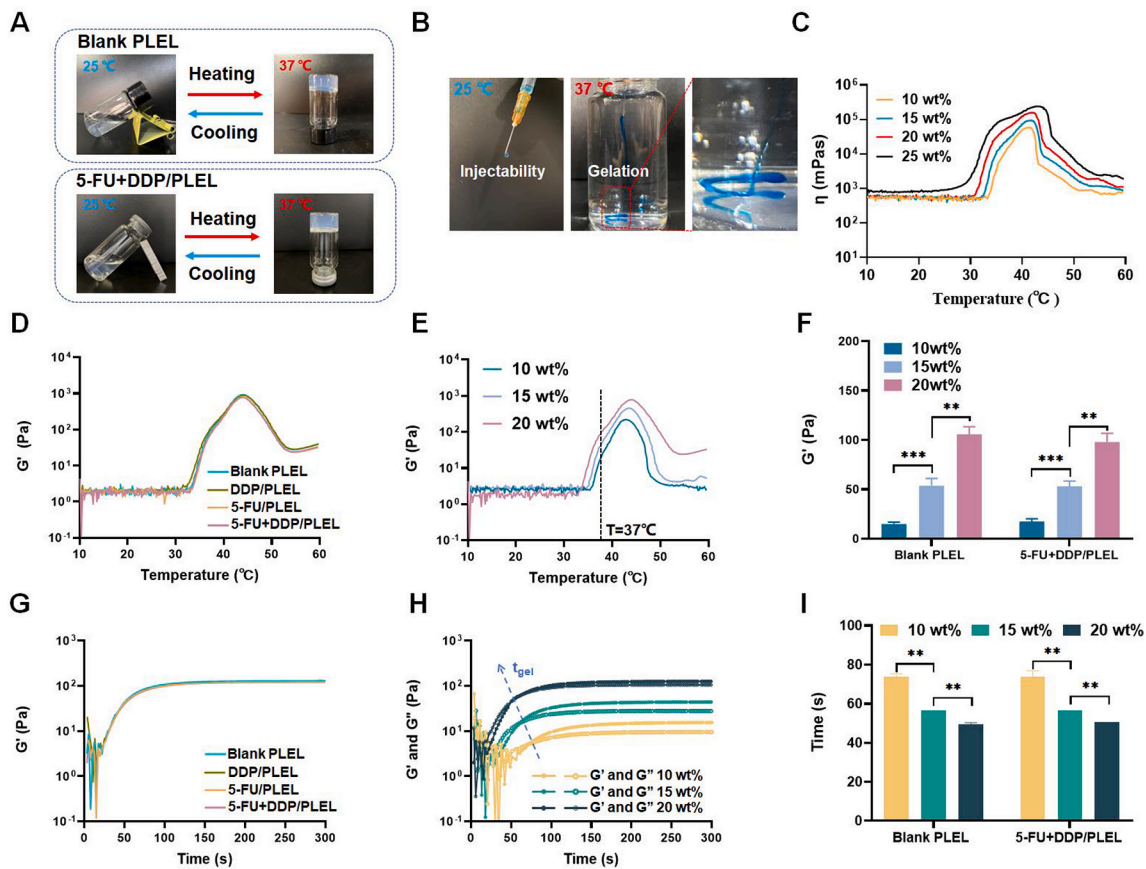 A
Blank PLEL
25 ℃
Heating
Cooling
37 ℃
5-FU+DDP/PLEL
25 ℃
Heating
Cooling
37 ℃
B
25 ℃
Injectability
37 ℃
Gelation
C
η (mPas)
10⁶
10⁵
10⁴
10³
10²
10¹
10 wt%
15 wt%
20 wt%
25 wt%
10 20 30 40 50 60
Temperature (℃)
D
G' (Pa)
10⁴
10³
10²
10¹
10⁰
10⁻¹
Blank PLEL
DDP/PLEL
5-FU/PLEL
5-FU+DDP/PLEL
10 20 30 40 50 60
Temperature (℃)
E
G' (Pa)
10⁴
10³
10²
10¹
10⁰
10⁻¹
10 wt%
15 wt%
20 wt%
T=37℃
10 20 30 40 50 60
Temperature (℃)
F
G' (Pa)
200
150
100
50
0
10wt%
15wt%
20wt%
***
**
***
**
Blank PLEL
5-FU+DDP/PLEL
G
G' (Pa)
10³
10²
10¹
10⁰
10⁻¹
Blank PLEL
DDP/PLEL
5-FU/PLEL
5-FU+DDP/PLEL
0 50 100 150 200 250 300
Time (s)
H
G' and G'' (Pa)
10³
10²
10¹
10⁰
10⁻¹
tgel
G' and G'' 10 wt%
G' and G'' 15 wt%
G' and G'' 20 wt%
0 50 100 150 200 250 300
Time (s)
I
Time (s)
100
80
60
40
20
0
10 wt% 15 wt% 20 wt%
**
**
**
**
Blank PLEL
5-FU+DDP/PLEL